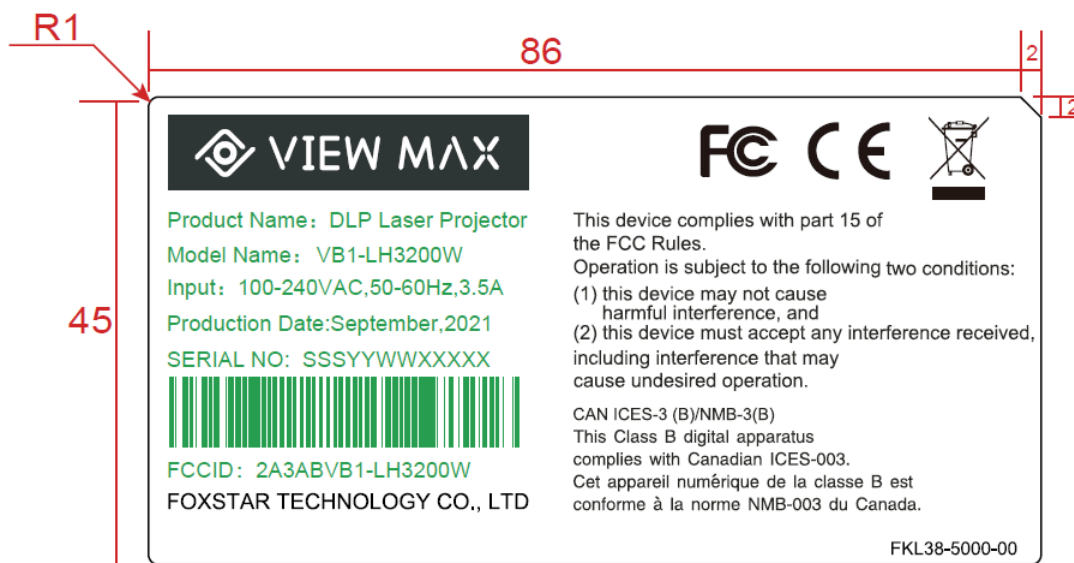 R1
86
2
2
45
VIEW MAX
FC CE
Product Name：DLP Laser Projector
Model Name：VB1-LH3200W
Input：100-240VAC,50-60Hz,3.5A
Production Date:September,2021
SERIAL NO: SSSYYWWXXXXX
FCCID：2A3ABVB1-LH3200W
FOXSTAR TECHNOLOGY CO., LTD
This device complies with part 15 of
the FCC Rules.
Operation is subject to the following two conditions:
(1) this device may not cause
harmful interference, and
(2) this device must accept any interference received,
including interference that may
cause undesired operation.
CAN ICES-3 (B)/NMB-3(B)
This Class B digital apparatus
complies with Canadian ICES-003.
Cet appareil numérique de la classe B est
conforme à la norme NMB-003 du Canada.
FKL38-5000-00